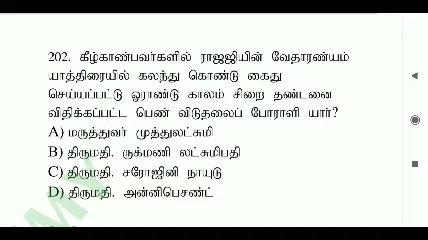 202. கீழ்காண்பவர்களில் ராஜஜியின் வேதாரண்யம்
யாத்திரையில் கலந்து கொண்டு கைது
செய்யப்பட்டு ஓராண்டு காலம் சிறை தண்டனை
விதிக்கப்பட்ட பெண் விடுதலைப் போராளி யார்?
A) மருத்துவர் முத்துலட்சுமி
B) திருமதி. ருக்மணி லட்சுமிபதி
C) திருமதி. சரோஜினி நாயுடு
D) திருமதி. அன்னிபெசண்ட்